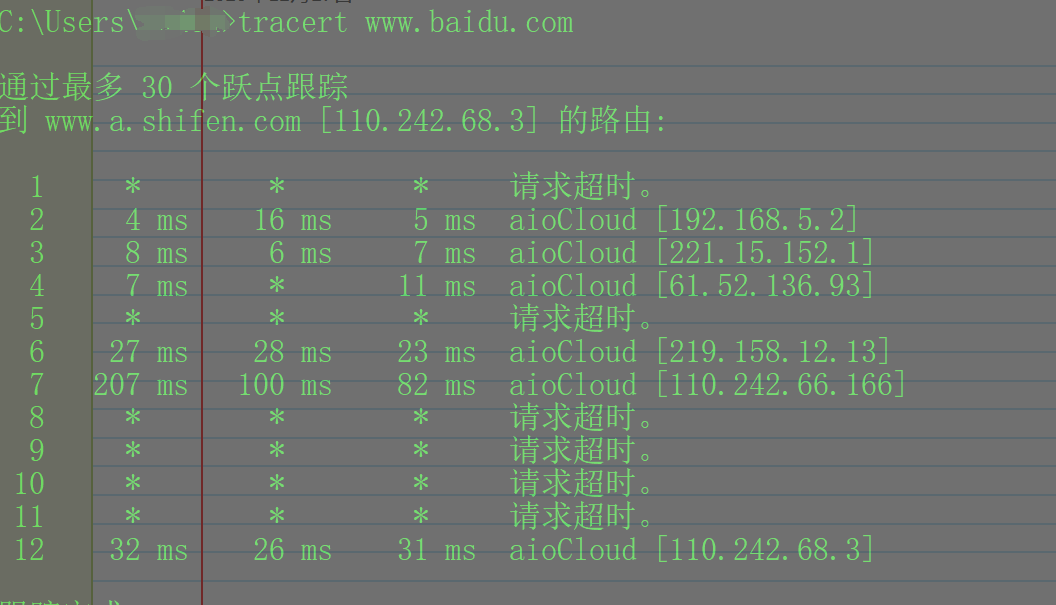 C:\Users\ >tracert www.baidu.com
通过最多 30 个跃点跟踪
到 www.a.shifen.com [110.242.68.3] 的路由:
1 * * * 请求超时。
2 4 ms 16 ms 5 ms aioCloud [192.168.5.2]
3 8 ms 6 ms 7 ms aioCloud [221.15.152.1]
4 7 ms * 11 ms aioCloud [61.52.136.93]
5 * * * 请求超时。
6 27 ms 28 ms 23 ms aioCloud [219.158.12.13]
7 207 ms 100 ms 82 ms aioCloud [110.242.66.166]
8 * * * 请求超时。
9 * * * 请求超时。
10 * * * 请求超时。
11 * * * 请求超时。
12 32 ms 26 ms 31 ms aioCloud [110.242.68.3]